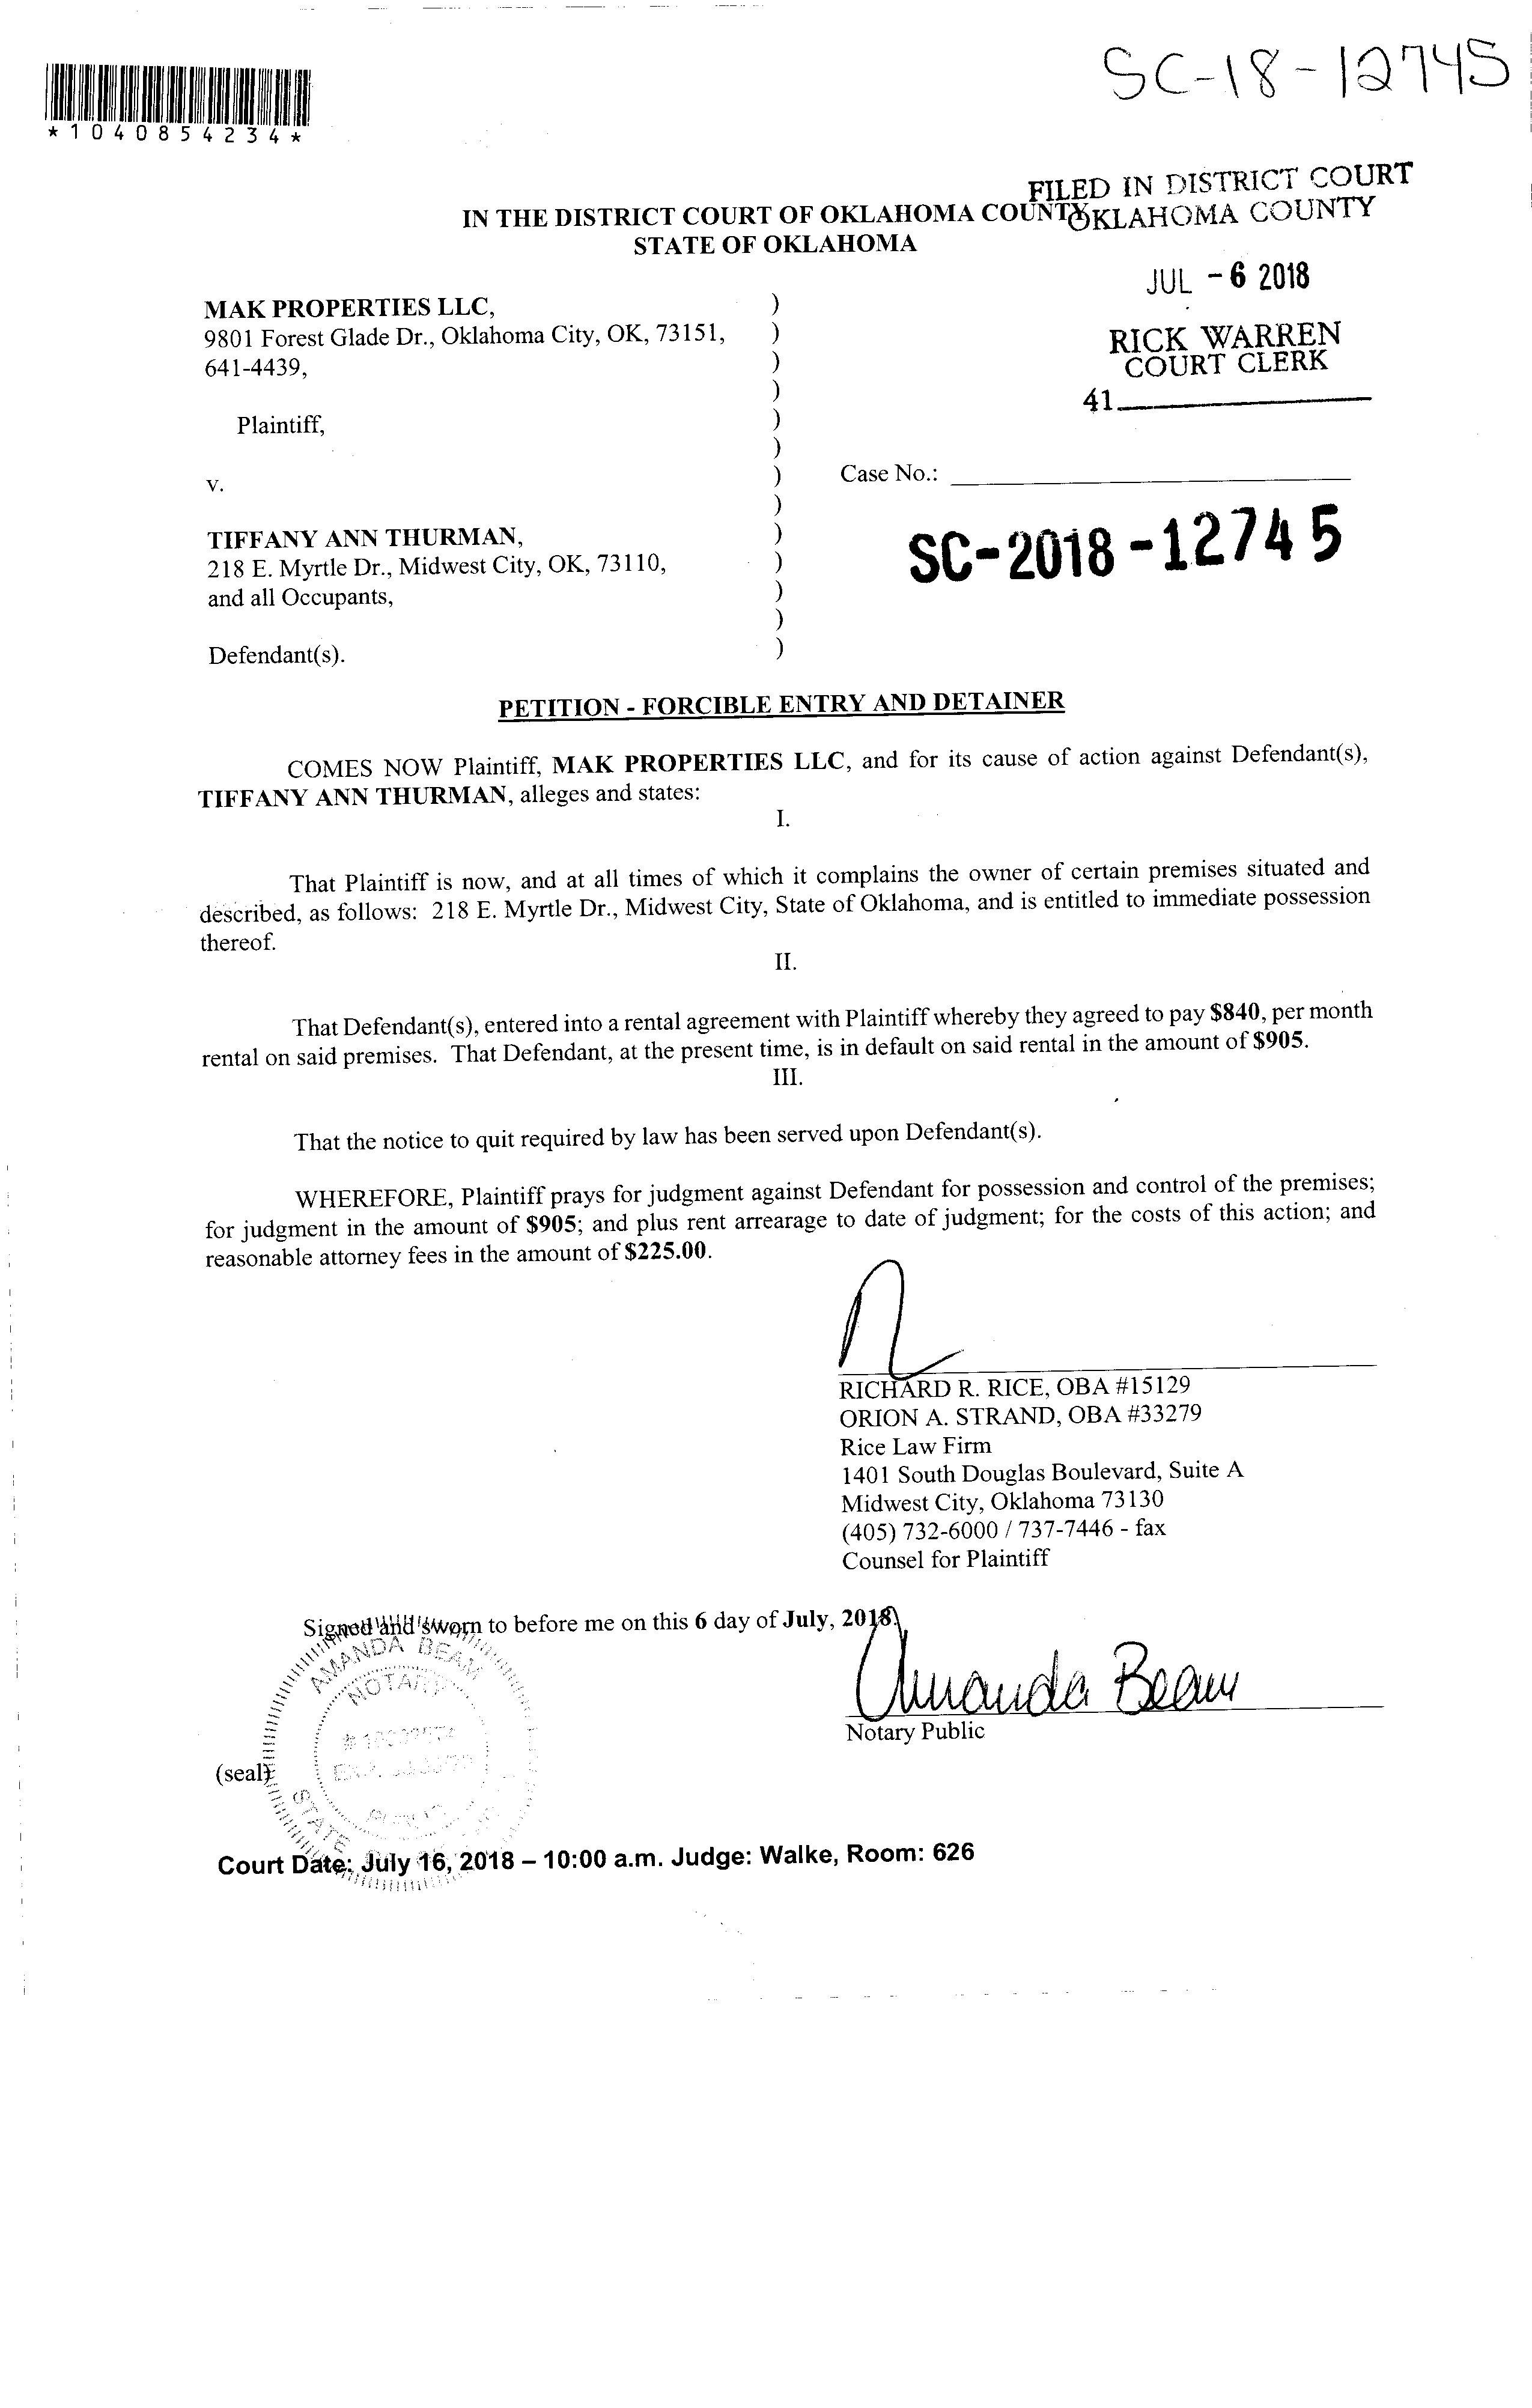 SC-18-12745
*1040854234*
FILED IN DISTRICT COURT
OKLAHOMA COUNTY
IN THE DISTRICT COURT OF OKLAHOMA COUNTY
STATE OF OKLAHOMA
JUL -6 2018
RICK WARREN
COURT CLERK
41
MAK PROPERTIES LLC, )
9801 Forest Glade Dr., Oklahoma City, OK, 73151, )
641-4439, )
)
Plaintiff, )
)
v. ) Case No.:
)
TIFFANY ANN THURMAN, )
218 E. Myrtle Dr., Midwest City, OK, 73110, )
and all Occupants, )
)
Defendant(s). )
SC-2018-12745
PETITION - FORCIBLE ENTRY AND DETAINER
COMES NOW Plaintiff, MAK PROPERTIES LLC, and for its cause of action against Defendant(s),
TIFFANY ANN THURMAN, alleges and states:
I.
That Plaintiff is now, and at all times of which it complains the owner of certain premises situated and
described, as follows: 218 E. Myrtle Dr., Midwest City, State of Oklahoma, and is entitled to immediate possession
thereof.
II.
That Defendant(s), entered into a rental agreement with Plaintiff whereby they agreed to pay $840, per month
rental on said premises. That Defendant, at the present time, is in default on said rental in the amount of $905.
III.
That the notice to quit required by law has been served upon Defendant(s).
WHEREFORE, Plaintiff prays for judgment against Defendant for possession and control of the premises;
for judgment in the amount of $905; and plus rent arrearage to date of judgment; for the costs of this action; and
reasonable attorney fees in the amount of $225.00.
RICHARD R. RICE, OBA #15129
ORION A. STRAND, OBA #33279
Rice Law Firm
1401 South Douglas Boulevard, Suite A
Midwest City, Oklahoma 73130
(405) 732-6000 / 737-7446 - fax
Counsel for Plaintiff
Signed and sworn to before me on this 6 day of July, 2018.
AMANDA BEAM
NOTARY
Amanda Beam
Notary Public
(seal)
STATE
Court Date: July 16, 2018 – 10:00 a.m. Judge: Walke, Room: 626